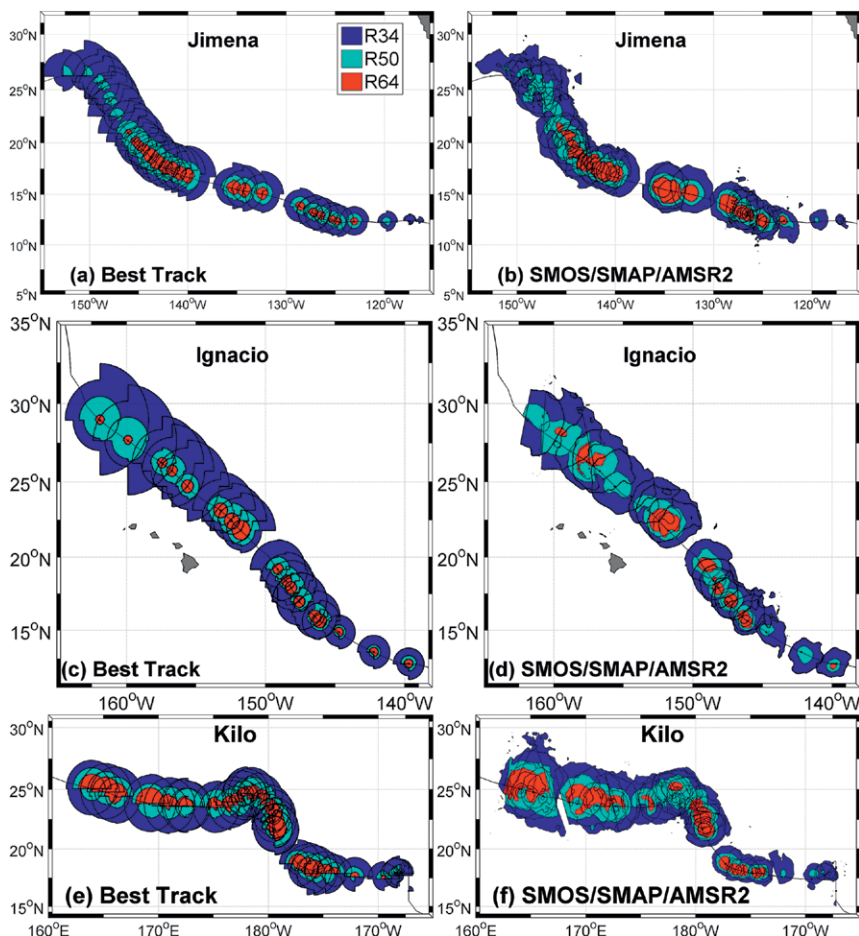 Jimena
R34
R50
R64
30°N
25°N
20°N
15°N
10°N
5°N
(a) Best Track
150°W 140°W 130°W 120°W
Jimena
30°N
25°N
20°N
15°N
10°N
5°N
(b) SMOS/SMAP/AMSR2
150°W 140°W 130°W 120°W
Ignacio
35°N
30°N
25°N
20°N
15°N
(c) Best Track
160°W 150°W 140°W
Ignacio
35°N
30°N
25°N
20°N
15°N
(d) SMOS/SMAP/AMSR2
160°W 150°W 140°W
Kilo
30°N
25°N
20°N
15°N
(e) Best Track
160°E 170°E 180°W 170°W
Kilo
30°N
25°N
20°N
15°N
(f) SMOS/SMAP/AMSR2
160°E 170°E 180°W 170°W